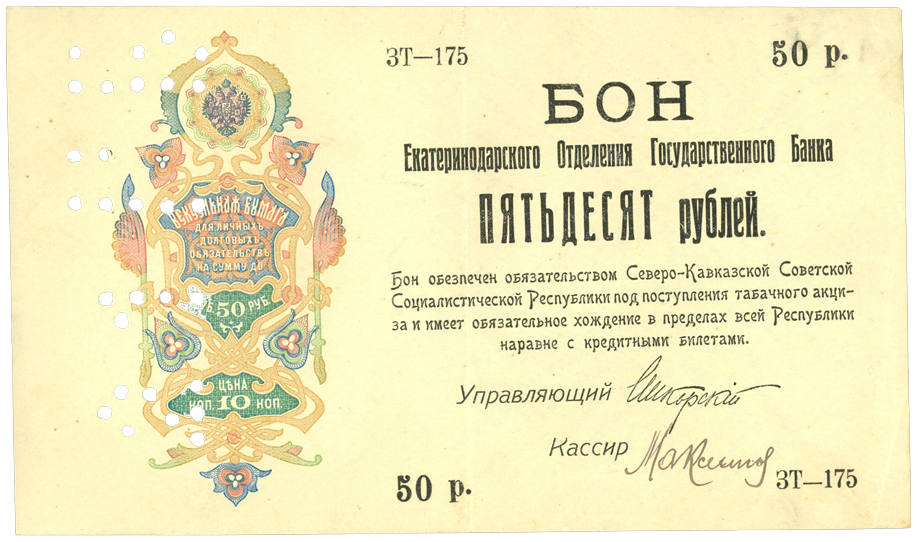 ЗТ—175
50 р.
БОН
Екатеринодарского Отделения Государственного Банка
ПЯТЬДЕСЯТ рублей.
Бон обезпечен обязательством Северо-Кавказской Советской
Социалистической Республики под поступления табачного акци-
за и имеет обязательное хождение в пределах всей Республики
наравне с кредитными билетами.
Управляющий
Кассир Максимов
50 р.
ЗТ—175
ВЕКСЕЛЬНАЯ БУМАГА
ДЛЯ ЛИЧНЫХЪ
ДОЛГОВЫХЪ
ОБЯЗАТЕЛЬСТВЪ
НА СУММУ ДО
50 РУБ.
ЦѢНА
КОП. 10 КОП.